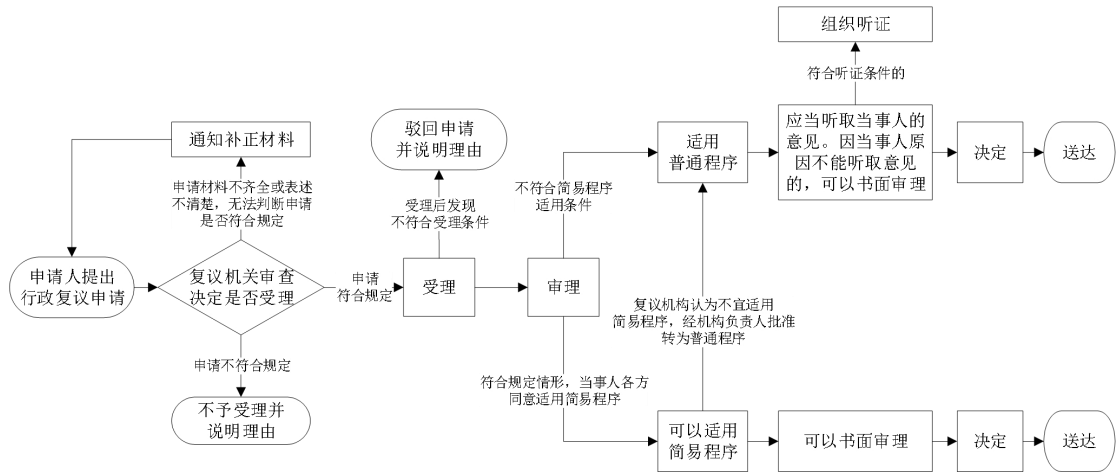 组织听证
符合听证条件的
通知补正材料
驳回申请
并说明理由
适用
普通程序
应当听取当事人的
意见。因当事人原
因不能听取意见
的，可以书面审理
决定
送达
申请材料不齐全或表述
不清楚，无法判断申请
是否符合规定
受理后发现
不符合受理条件
不符合简易程序
适用条件
申请人提出
行政复议申请
复议机关审查
决定是否受理
申请
符合规定
受理
审理
复议机构认为不宜适用
简易程序，经机构负责人批准
转为普通程序
申请不符合规定
符合规定情形，当事人各方
同意适用简易程序
不予受理并
说明理由
可以适用
简易程序
可以书面审理
决定
送达